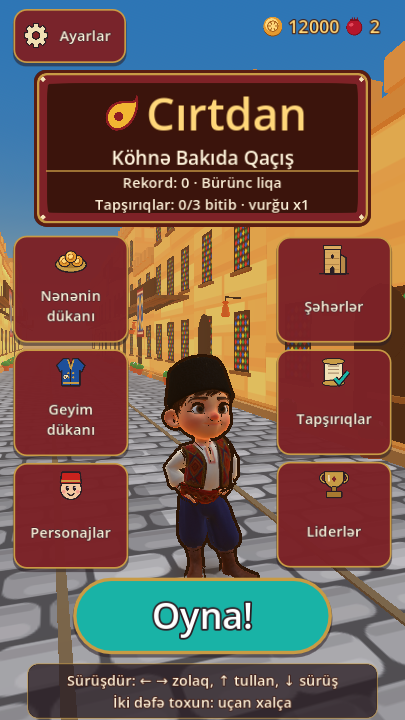 Ayarlar
12000 2
Cırtdan
Köhnə Bakıda Qaçış
Rekord: 0 · Bürünc liqa
Tapşırıqlar: 0/3 bitib · vurğu x1
Nənənin
dükanı
Şəhərlər
Geyim
dükanı
Tapşırıqlar
Personajlar
Liderlər
Oyna!
Sürüşdür: ← → zolaq, ↑ tullan, ↓ sürüş
İki dəfə toxun: uçan xalça